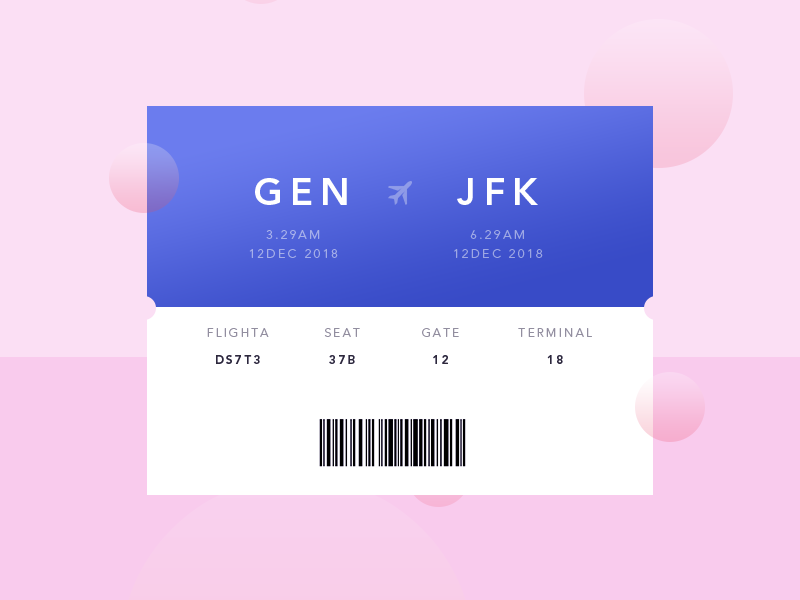 GEN JFK
3.29AM 6.29AM
12DEC 2018 12DEC 2018
FLIGHTA SEAT GATE TERMINAL
DS7T3 37B 12 18